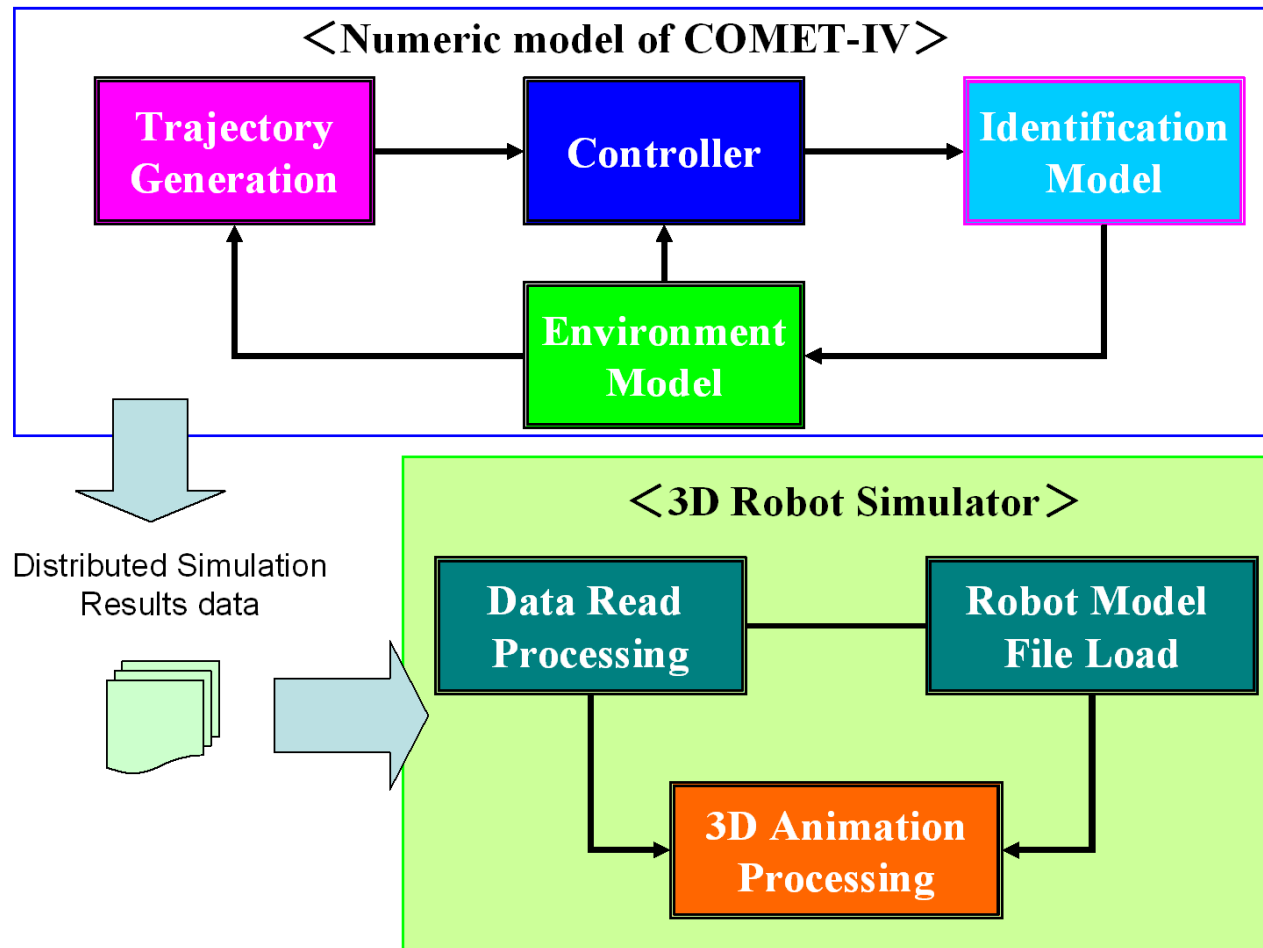 <Numeric model of COMET-IV>
Trajectory
Generation
Controller
Identification
Model
Environment
Model
Distributed Simulation
Results data
<3D Robot Simulator>
Data Read
Processing
Robot Model
File Load
3D Animation
Processing